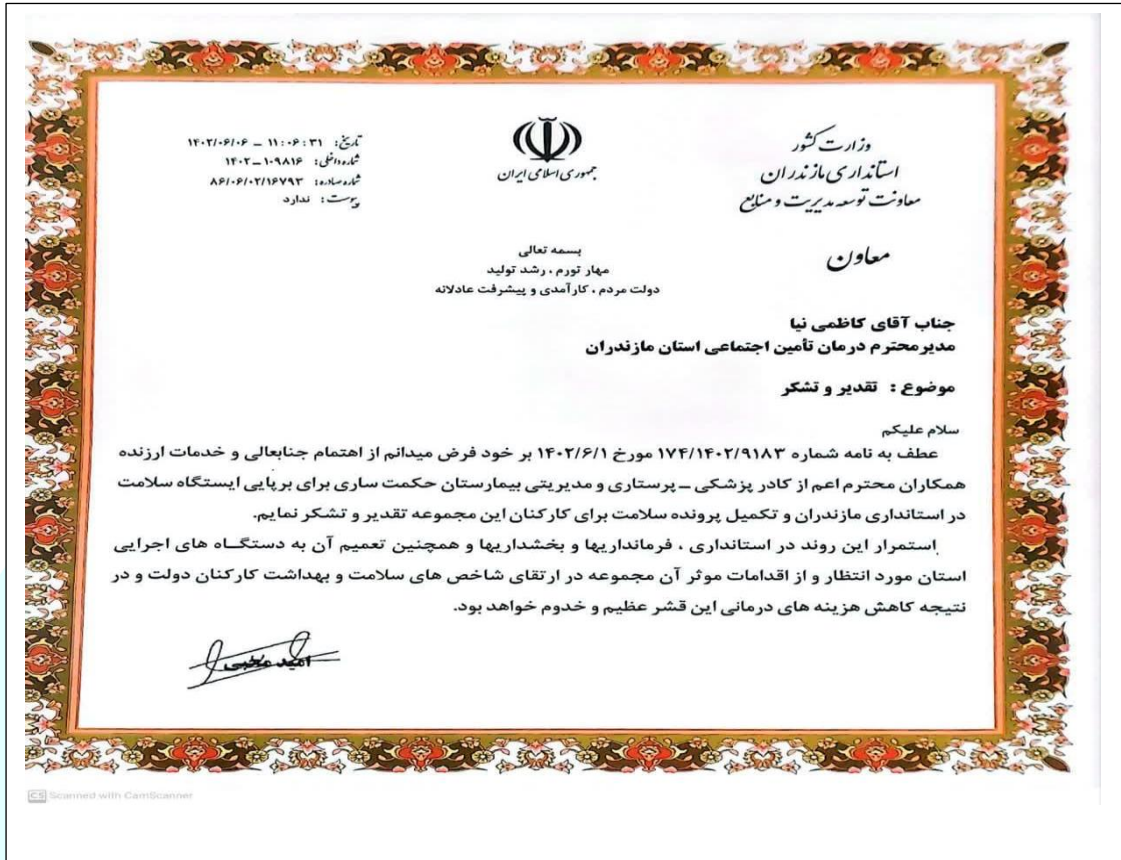 وزارت کشور
استانداری مازندران
معاونت توسعه مدیریت و منابع
معاون
جمهوری اسلامی ایران
تاریخ: ۱۴۰۲/۰۶/۰۶ – ۱۱:۰۶:۳۱
شماره داخلی: ۱۰۹۸۱۶–۱۴۰۲
شماره صادره: ۸۶/۰۶/۰۲/۱۶۷۹۳
پیوست: ندارد
بسمه تعالی
مهار تورم ، رشد تولید
دولت مردم ، کارآمدی و پیشرفت عادلانه
جناب آقای کاظمی نیا
مدیر محترم درمان تأمین اجتماعی استان مازندران
موضوع : تقدیر و تشکر
سلام علیکم
عطف به نامه شماره ۱۷۴/۱۴۰۲/۹۱۸۳ مورخ ۱۴۰۲/۶/۱ بر خود فرض میدانم از اهتمام جنابعالی و خدمات ارزنده
همکاران محترم اعم از کادر پزشکی – پرستاری و مدیریتی بیمارستان حکمت ساری برای برپایی ایستگاه سلامت
در استانداری مازندران و تکمیل پرونده سلامت برای کارکنان این مجموعه تقدیر و تشکر نمایم.
استمرار این روند در استانداری ، فرمانداریها و بخشداریها و همچنین تعمیم آن به دستگاه های اجرایی
استان مورد انتظار و از اقدامات موثر آن مجموعه در ارتقای شاخص های سلامت و بهداشت کارکنان دولت و در
نتیجه کاهش هزینه های درمانی این قشر عظیم و خدوم خواهد بود.
امید
CS Scanned with CamScanner